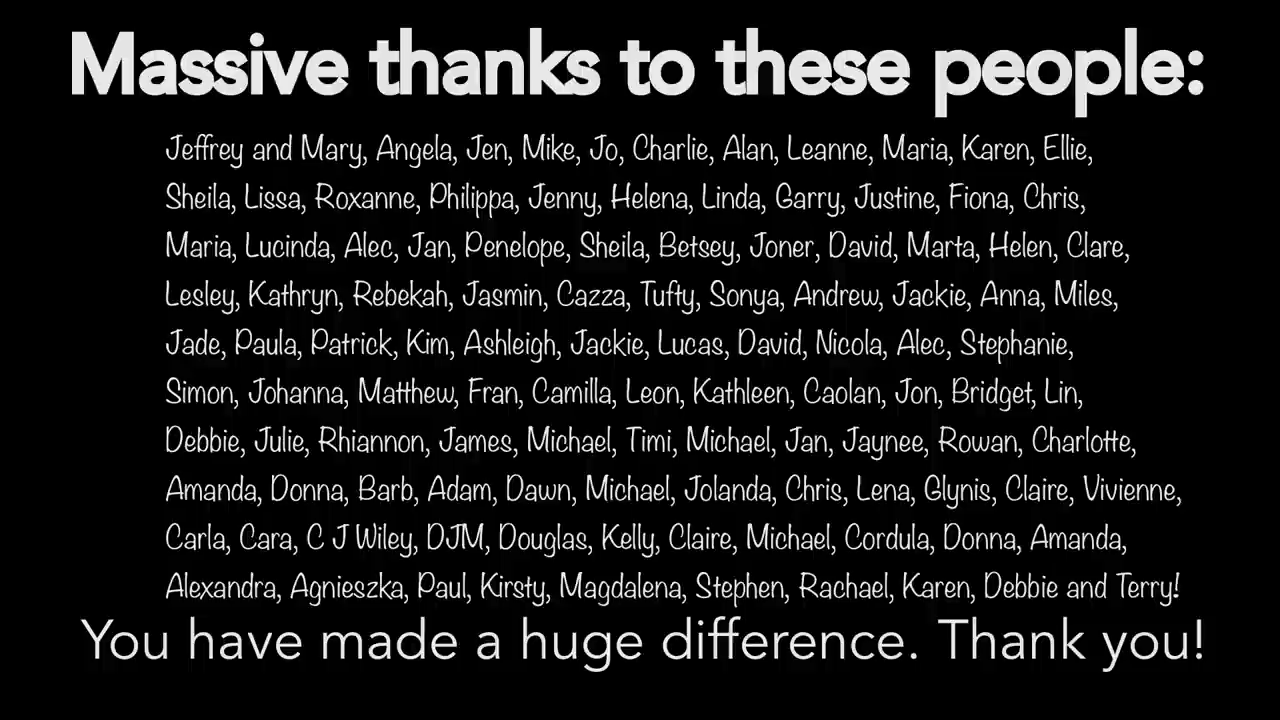 Massive thanks to these people:
Jeffrey and Mary, Angela, Jen, Mike, Jo, Charlie, Alan, Leanne, Maria, Karen, Ellie,
Sheila, Lissa, Roxanne, Philippa, Jenny, Helena, Linda, Garry, Justine, Fiona, Chris,
Maria, Lucinda, Alec, Jan, Penelope, Sheila, Betsey, Joner, David, Marta, Helen, Clare,
Lesley, Kathryn, Rebekah, Jasmin, Cazza, Tufty, Sonya, Andrew, Jackie, Anna, Miles,
Jade, Paula, Patrick, Kim, Ashleigh, Jackie, Lucas, David, Nicola, Alec, Stephanie,
Simon, Johanna, Matthew, Fran, Camilla, Leon, Kathleen, Caolan, Jon, Bridget, Lin,
Debbie, Julie, Rhiannon, James, Michael, Timi, Michael, Jan, Jaynee, Rowan, Charlotte,
Amanda, Donna, Barb, Adam, Dawn, Michael, Jolanda, Chris, Lena, Glynis, Claire, Vivienne,
Carla, Cara, C J Wiley, DJM, Douglas, Kelly, Claire, Michael, Cordula, Donna, Amanda,
Alexandra, Agnieszka, Paul, Kirsty, Magdalena, Stephen, Rachael, Karen, Debbie and Terry!
You have made a huge difference. Thank you!